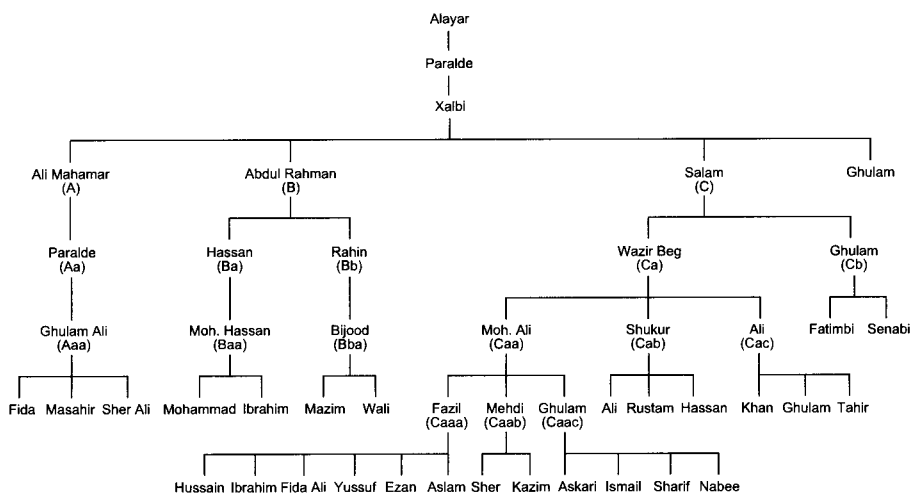 Alayar
Paralde
Xalbi
Ali Mahamar Abdul Rahman Salam Ghulam
(A) (B) (C)
Paralde Hassan Rahin Wazir Beg Ghulam
(Aa) (Ba) (Bb) (Ca) (Cb)
Ghulam Ali Moh. Hassan Bijood Moh. Ali Shukur Ali Fatimbi Senabi
(Aaa) (Baa) (Bba) (Caa) (Cab) (Cac)
Fida Masahir Sher Ali Mohammad Ibrahim Mazim Wali Fazil Mehdi Ghulam Ali Rustam Hassan Khan Ghulam Tahir
(Caaa) (Caab) (Caac)
Hussain Ibrahim Fida Ali Yussuf Ezan Aslam Sher Kazim Askari Ismail Sharif Nabee